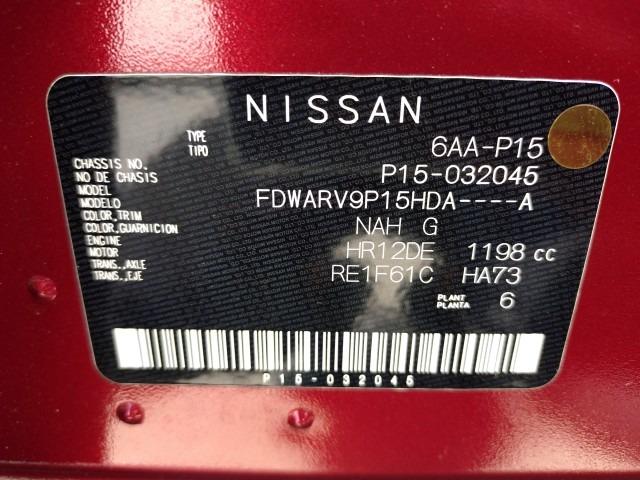 NISSAN
TYPE
TIPO 6AA-P15
CHASSIS NO.
NO DE CHASIS P15-032045
MODEL
MODELO FDWARV9P15HDA----A
COLOR,TRIM
COLOR,GUARNICION NAH G
ENGINE
MOTOR HR12DE 1198 cc
TRANS.,AXLE
TRANS.,EJE RE1F61C HA73
PLANT
PLANTA 6
P15-032045